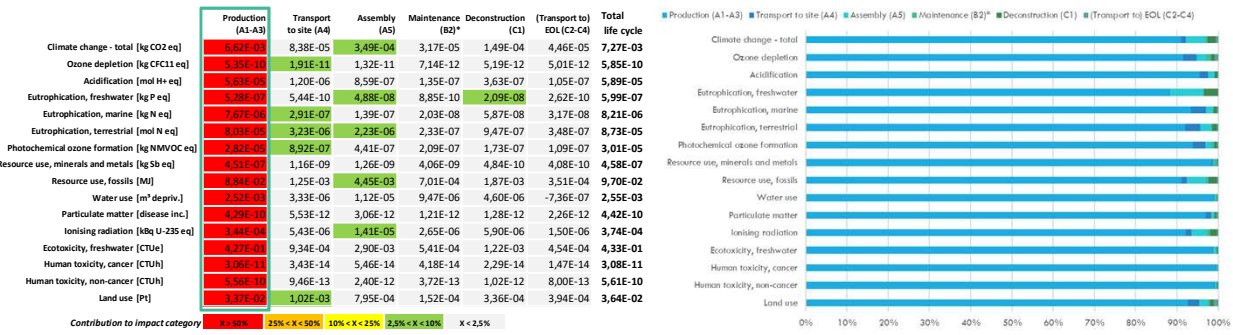 Production (A1-A3) Transport to site (A4) Assembly (A5) Maintenance (B2)* Deconstruction (C1) (Transport to) EOL (C2-C4) Total life cycle
Climate change - total [kg CO2 eq] 6,62E-03 8,38E-05 3,49E-04 3,17E-05 1,49E-04 4,46E-05 7,27E-03
Ozone depletion [kg CFC11 eq] 5,35E-10 1,91E-11 1,32E-11 7,14E-12 5,19E-12 5,01E-12 5,85E-10
Acidification [mol H+ eq] 5,63E-05 1,20E-06 8,59E-07 1,35E-07 3,63E-07 1,05E-07 5,89E-05
Eutrophication, freshwater [kg P eq] 5,28E-07 5,44E-10 4,88E-08 8,85E-10 2,09E-08 2,62E-10 5,99E-07
Eutrophication, marine [kg N eq] 7,67E-06 2,91E-07 1,39E-07 2,03E-08 5,87E-08 3,17E-08 8,21E-06
Eutrophication, terrestrial [mol N eq] 8,03E-05 3,23E-06 2,23E-06 2,33E-07 9,47E-07 3,48E-07 8,73E-05
Photochemical ozone formation [kg NMVOC eq] 2,82E-05 8,92E-07 4,41E-07 2,09E-07 1,73E-07 1,09E-07 3,01E-05
Resource use, minerals and metals [kg Sb eq] 4,51E-07 1,16E-09 1,26E-09 4,06E-09 4,84E-10 4,08E-10 4,58E-07
Resource use, fossils [MJ] 8,84E-02 1,25E-03 4,45E-03 7,01E-04 1,87E-03 3,51E-04 9,70E-02
Water use [m³ depriv.] 2,52E-03 3,33E-06 1,12E-05 9,47E-06 4,60E-06 -7,36E-07 2,55E-03
Particulate matter [disease inc.] 4,29E-10 5,53E-12 3,06E-12 1,21E-12 1,28E-12 2,26E-12 4,42E-10
Ionising radiation [kBq U-235 eq] 3,44E-04 5,43E-06 1,41E-05 2,65E-06 5,90E-06 1,50E-06 3,74E-04
Ecotoxicity, freshwater [CTUe] 4,27E-01 9,34E-04 2,90E-03 5,41E-04 1,22E-03 4,54E-04 4,33E-01
Human toxicity, cancer [CTUh] 3,06E-11 3,43E-14 5,46E-14 4,18E-14 2,29E-14 1,47E-14 3,08E-11
Human toxicity, non-cancer [CTUh] 5,56E-10 9,46E-13 2,40E-12 3,72E-13 1,02E-12 8,00E-13 5,61E-10
Land use [Pt] 3,37E-02 1,02E-03 7,95E-04 1,52E-04 3,36E-04 3,94E-04 3,64E-02
Contribution to impact category X > 50% 25% < X < 50% 10% < X < 25% 2,5% < X < 10% X < 2,5%
Production (A1-A3) Transport to site (A4) Assembly (A5) Maintenance (B2)* Deconstruction (C1) (Transport to) EOL (C2-C4)
Climate change - total
Ozone depletion
Acidification
Eutrophication, freshwater
Eutrophication, marine
Eutrophication, terrestrial
Photochemical ozone formation
Resource use, minerals and metals
Resource use, fossils
Water use
Particulate matter
Ionising radiation
Ecotoxicity, freshwater
Human toxicity, cancer
Human toxicity, non-cancer
Land use
0% 10% 20% 30% 40% 50% 60% 70% 80% 90% 100%